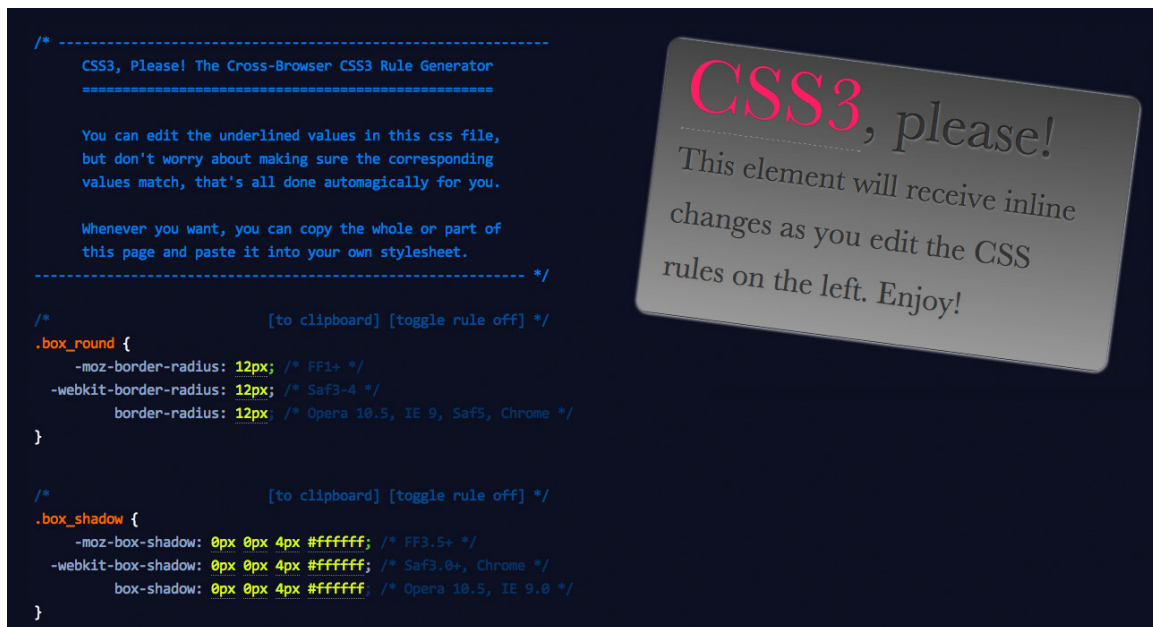 /* -------------------------------------------------------------
CSS3, Please! The Cross-Browser CSS3 Rule Generator
===================================================
You can edit the underlined values in this css file,
but don't worry about making sure the corresponding
values match, that's all done automagically for you.
Whenever you want, you can copy the whole or part of
this page and paste it into your own stylesheet.
------------------------------------------------------------- */
/* [to clipboard] [toggle rule off] */
.box_round {
-moz-border-radius: 12px; /* FF1+ */
-webkit-border-radius: 12px; /* Saf3-4 */
border-radius: 12px; /* Opera 10.5, IE 9, Saf5, Chrome */
}
/* [to clipboard] [toggle rule off] */
.box_shadow {
-moz-box-shadow: 0px 0px 4px #ffffff; /* FF3.5+ */
-webkit-box-shadow: 0px 0px 4px #ffffff; /* Saf3.0+, Chrome */
box-shadow: 0px 0px 4px #ffffff; /* Opera 10.5, IE 9.0 */
}
CSS3, please!
This element will receive inline
changes as you edit the CSS
rules on the left. Enjoy!